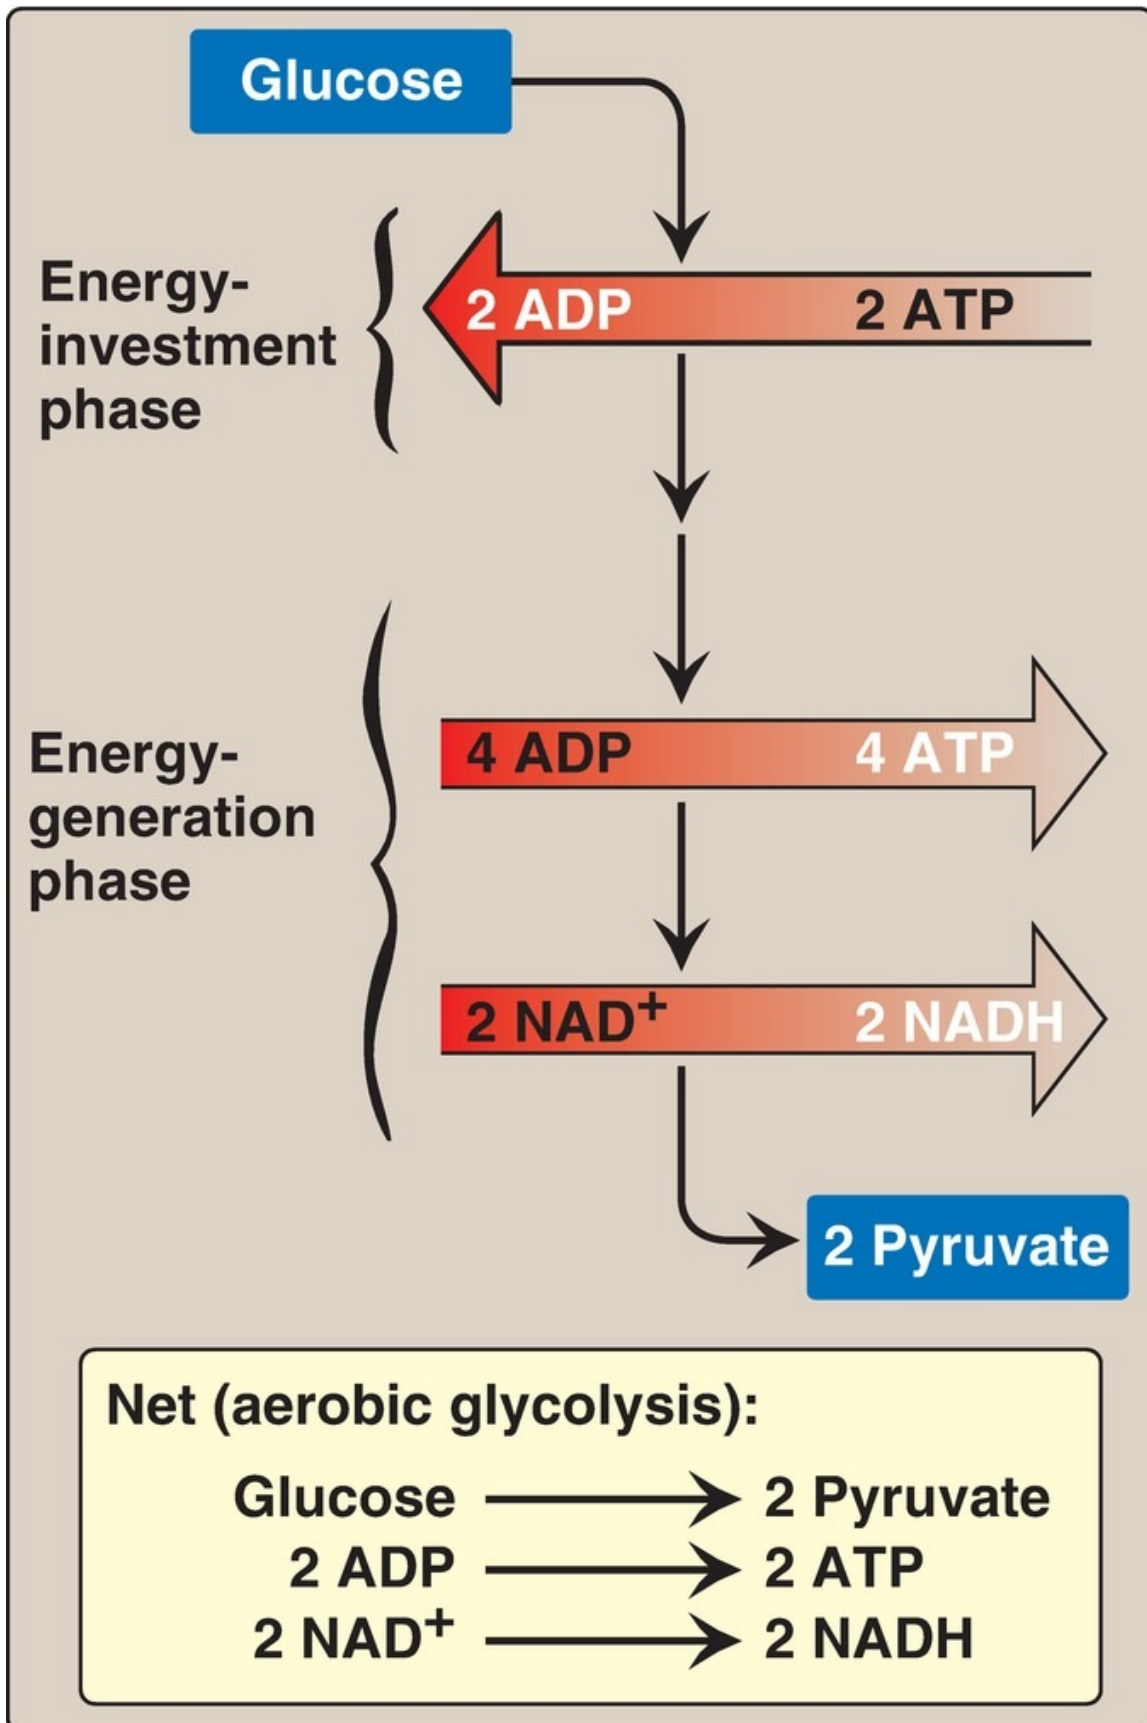 Glucose
Energy-
investment
phase
2 ADP 2 ATP
Energy-
generation
phase
4 ADP 4 ATP
2 NAD⁺ 2 NADH
2 Pyruvate
Net (aerobic glycolysis):
Glucose 2 Pyruvate
2 ADP 2 ATP
2 NAD⁺ 2 NADH